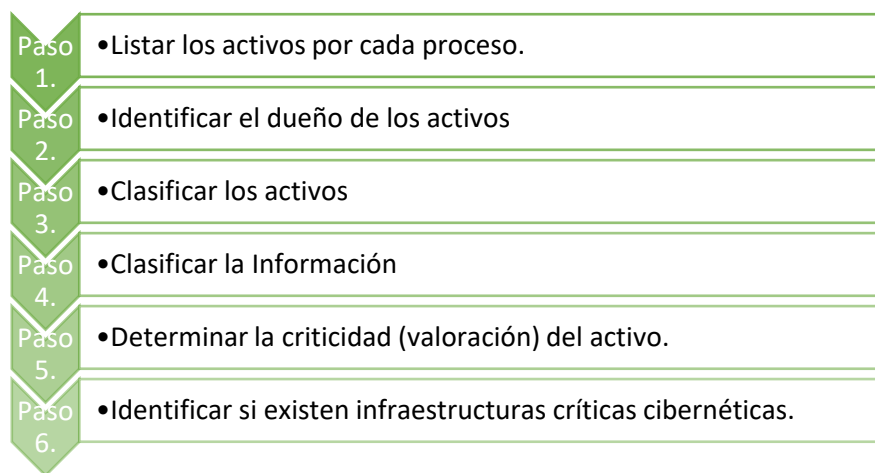 Paso 1.
•Listar los activos por cada proceso.
Paso 2.
•Identificar el dueño de los activos
Paso 3.
•Clasificar los activos
Paso 4.
•Clasificar la Información
Paso 5.
•Determinar la criticidad (valoración) del activo.
Paso 6.
•Identificar si existen infraestructuras críticas cibernéticas.